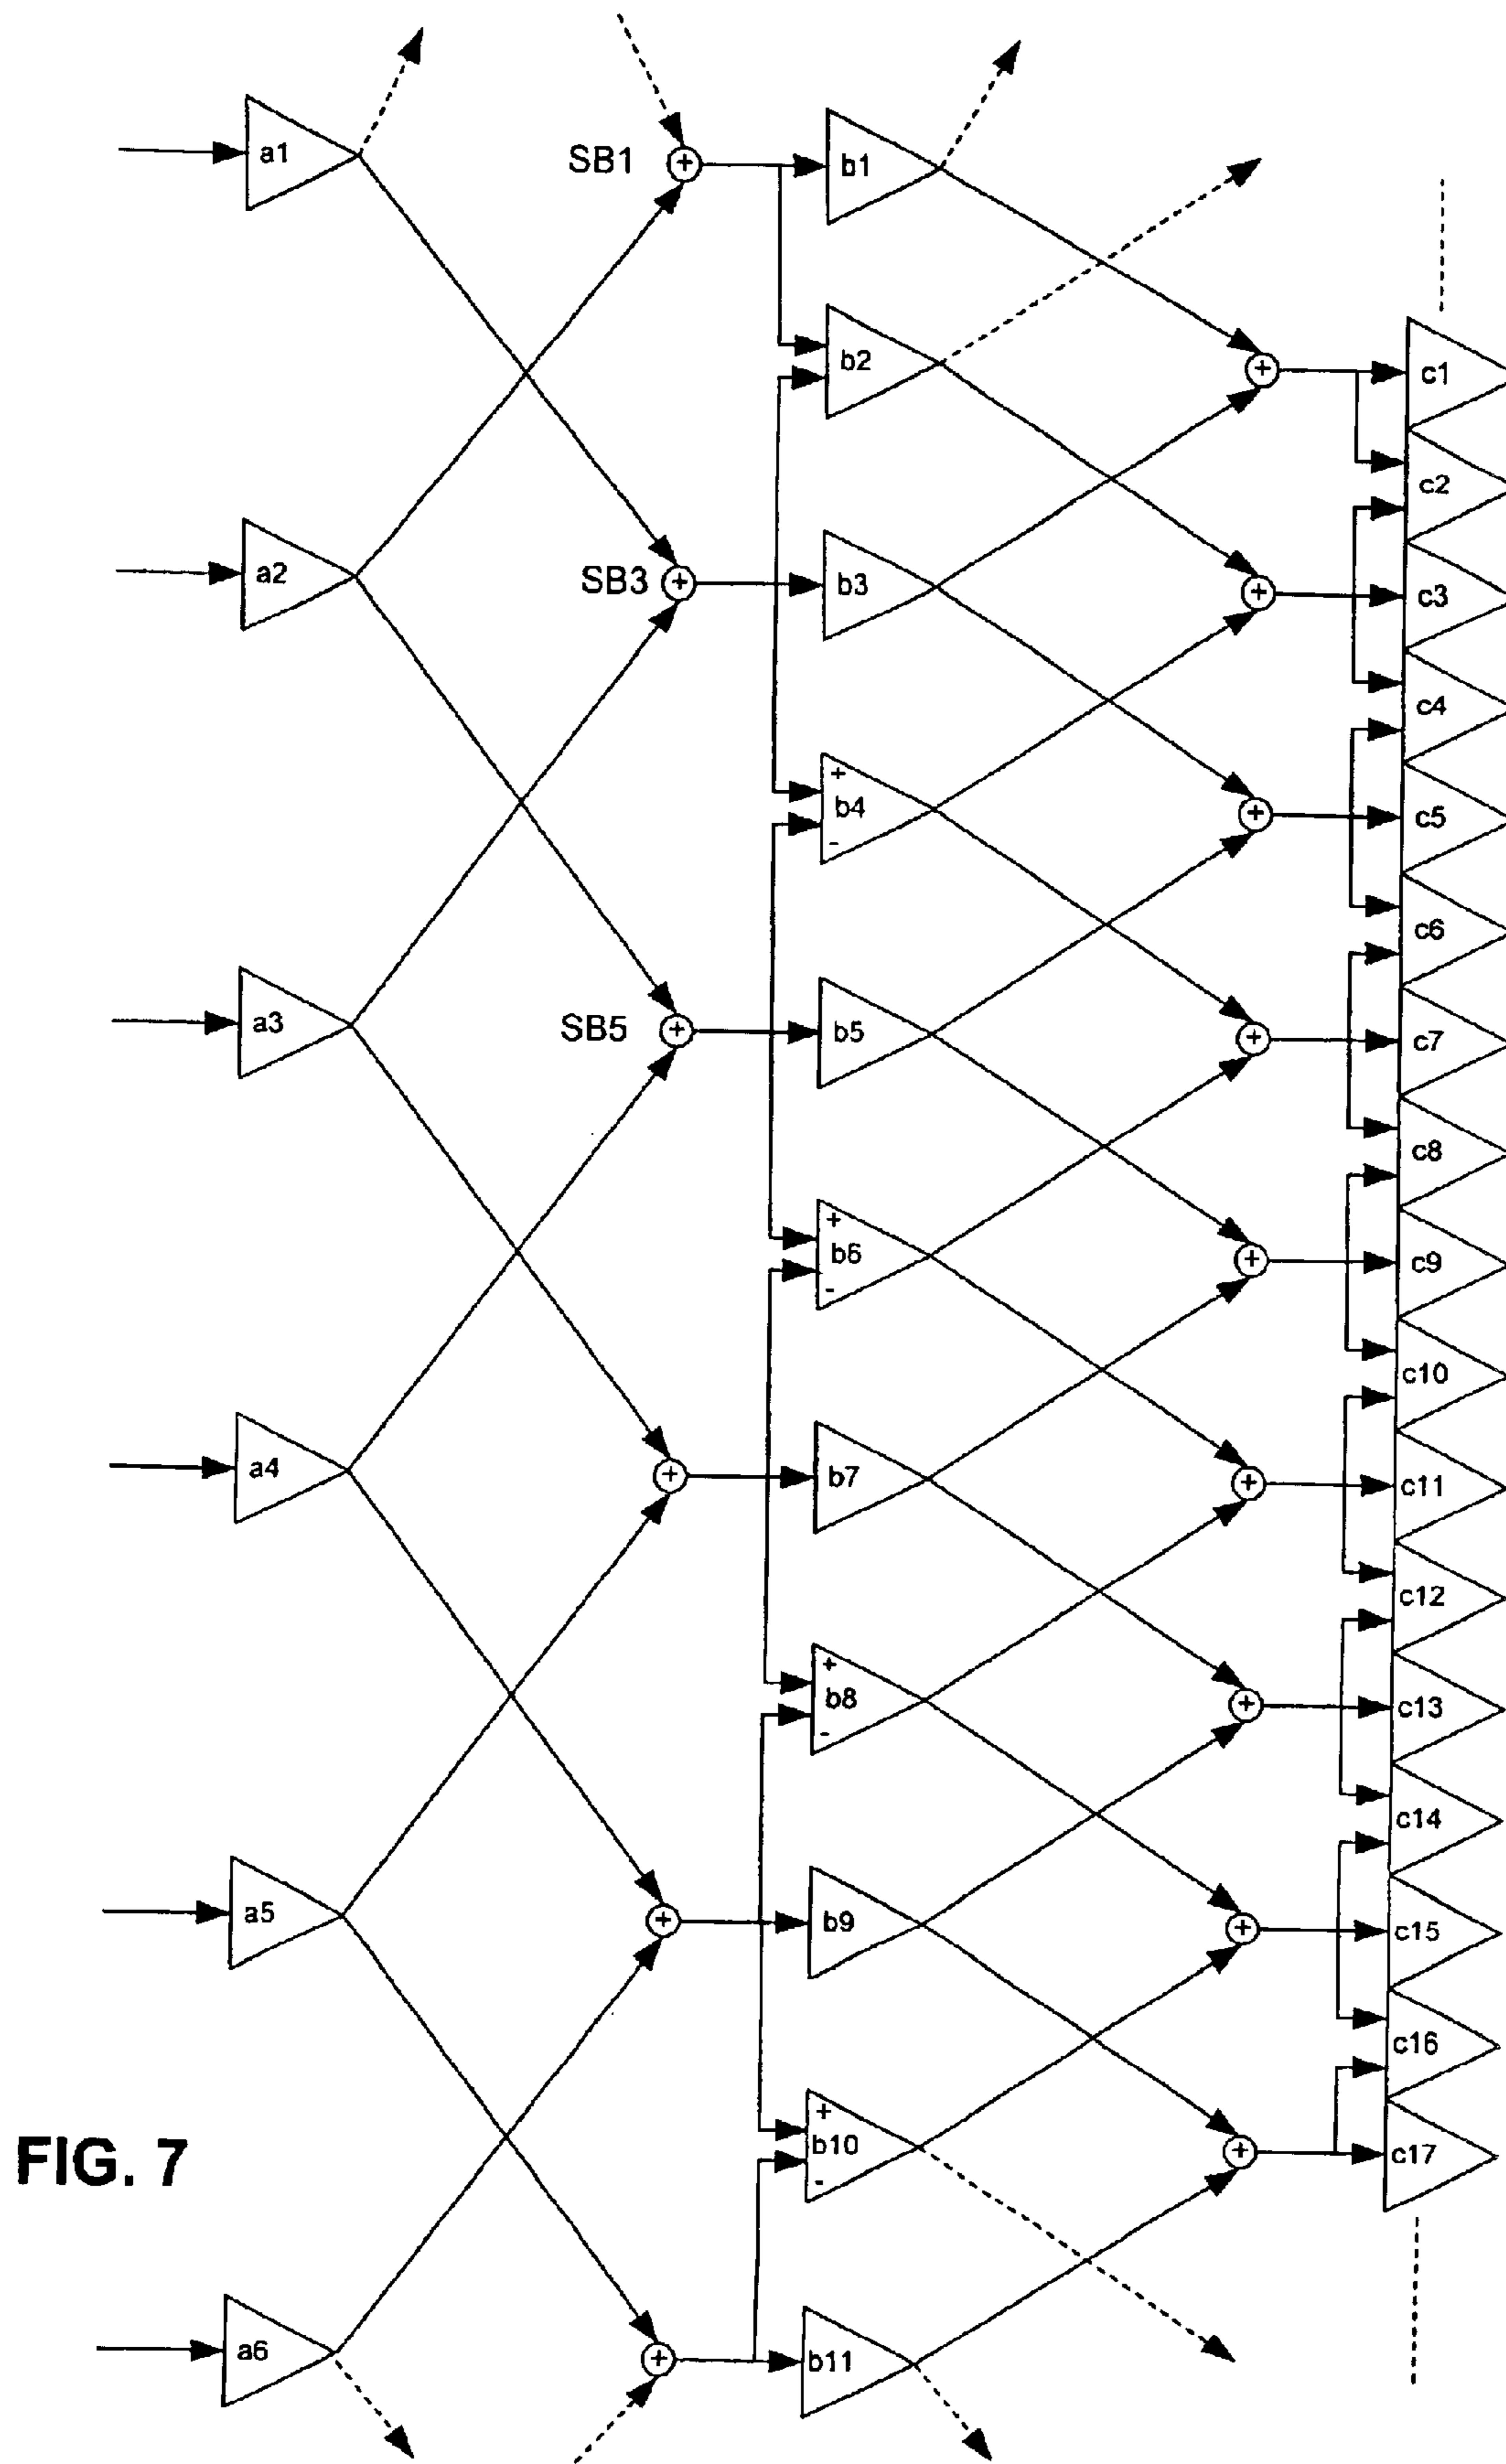 a1
a2
a3
a4
a5
a6
SB1
SB3
SB5
+
+
+
+
+
+
b1
b2
b3
+
b4
-
b5
+
b6
-
b7
+
b8
-
b9
+
b10
-
b11
+
+
+
+
+
+
+
+
+
c1
c2
c3
c4
c5
c6
c7
c8
c9
c10
c11
c12
c13
c14
c15
c16
c17
FIG. 7